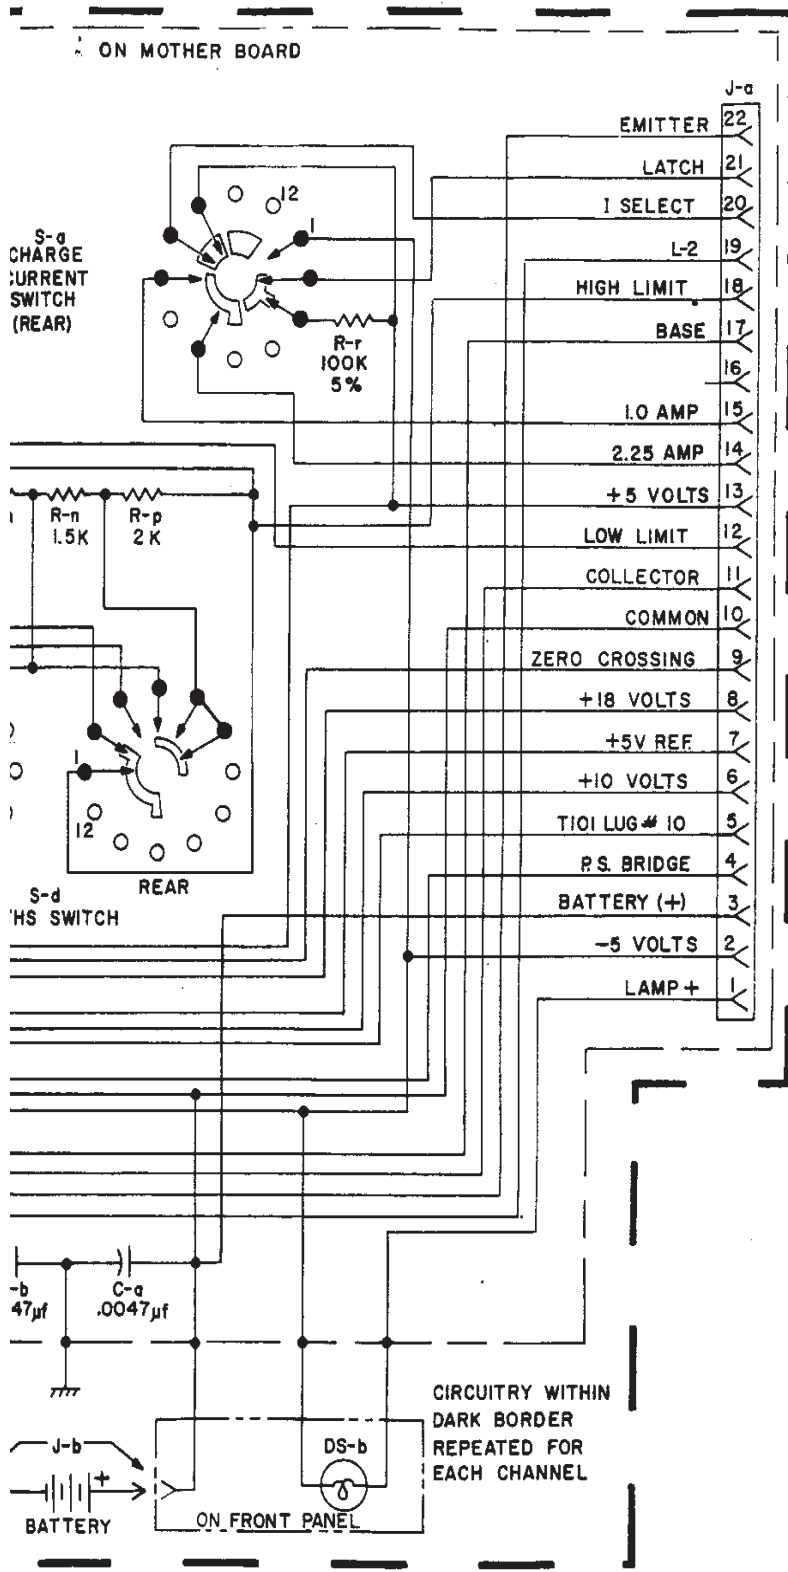 ON MOTHER BOARD
J-a
EMITTER 22
LATCH 21
I SELECT 20
L-2 19
HIGH LIMIT 18
BASE 17
16
1.0 AMP 15
2.25 AMP 14
+5 VOLTS 13
LOW LIMIT 12
COLLECTOR 11
COMMON 10
ZERO CROSSING 9
+18 VOLTS 8
+5V REF. 7
+10 VOLTS 6
T101 LUG # 10 5
P.S. BRIDGE 4
BATTERY (+) 3
-5 VOLTS 2
LAMP + 1
12
1
S-a
CHARGE
CURRENT
SWITCH
(REAR)
R-r
100K
5%
R-n
1.5K
R-p
2K
1
12
REAR
S-d
THS SWITCH
-b
47µf
C-a
.0047µf
CIRCUITRY WITHIN
DARK BORDER
REPEATED FOR
EACH CHANNEL
J-b
+
BATTERY
DS-b
ON FRONT PANEL